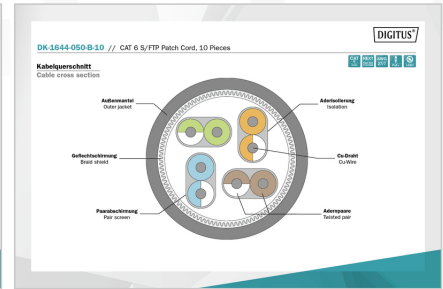 DIGITUS®
DK-1644-050-B-10 // CAT 6 S/FTP Patch Cord, 10 Pieces
Kabelquerschnitt
Cable cross section
Außenmantel
Outer jacket
Aderisolierung
Isolation
Geflechtschirmung
Braid shield
Cu-Draht
Cu-Wire
Paarabschirmung
Pair screen
Adernpaare
Twisted pair